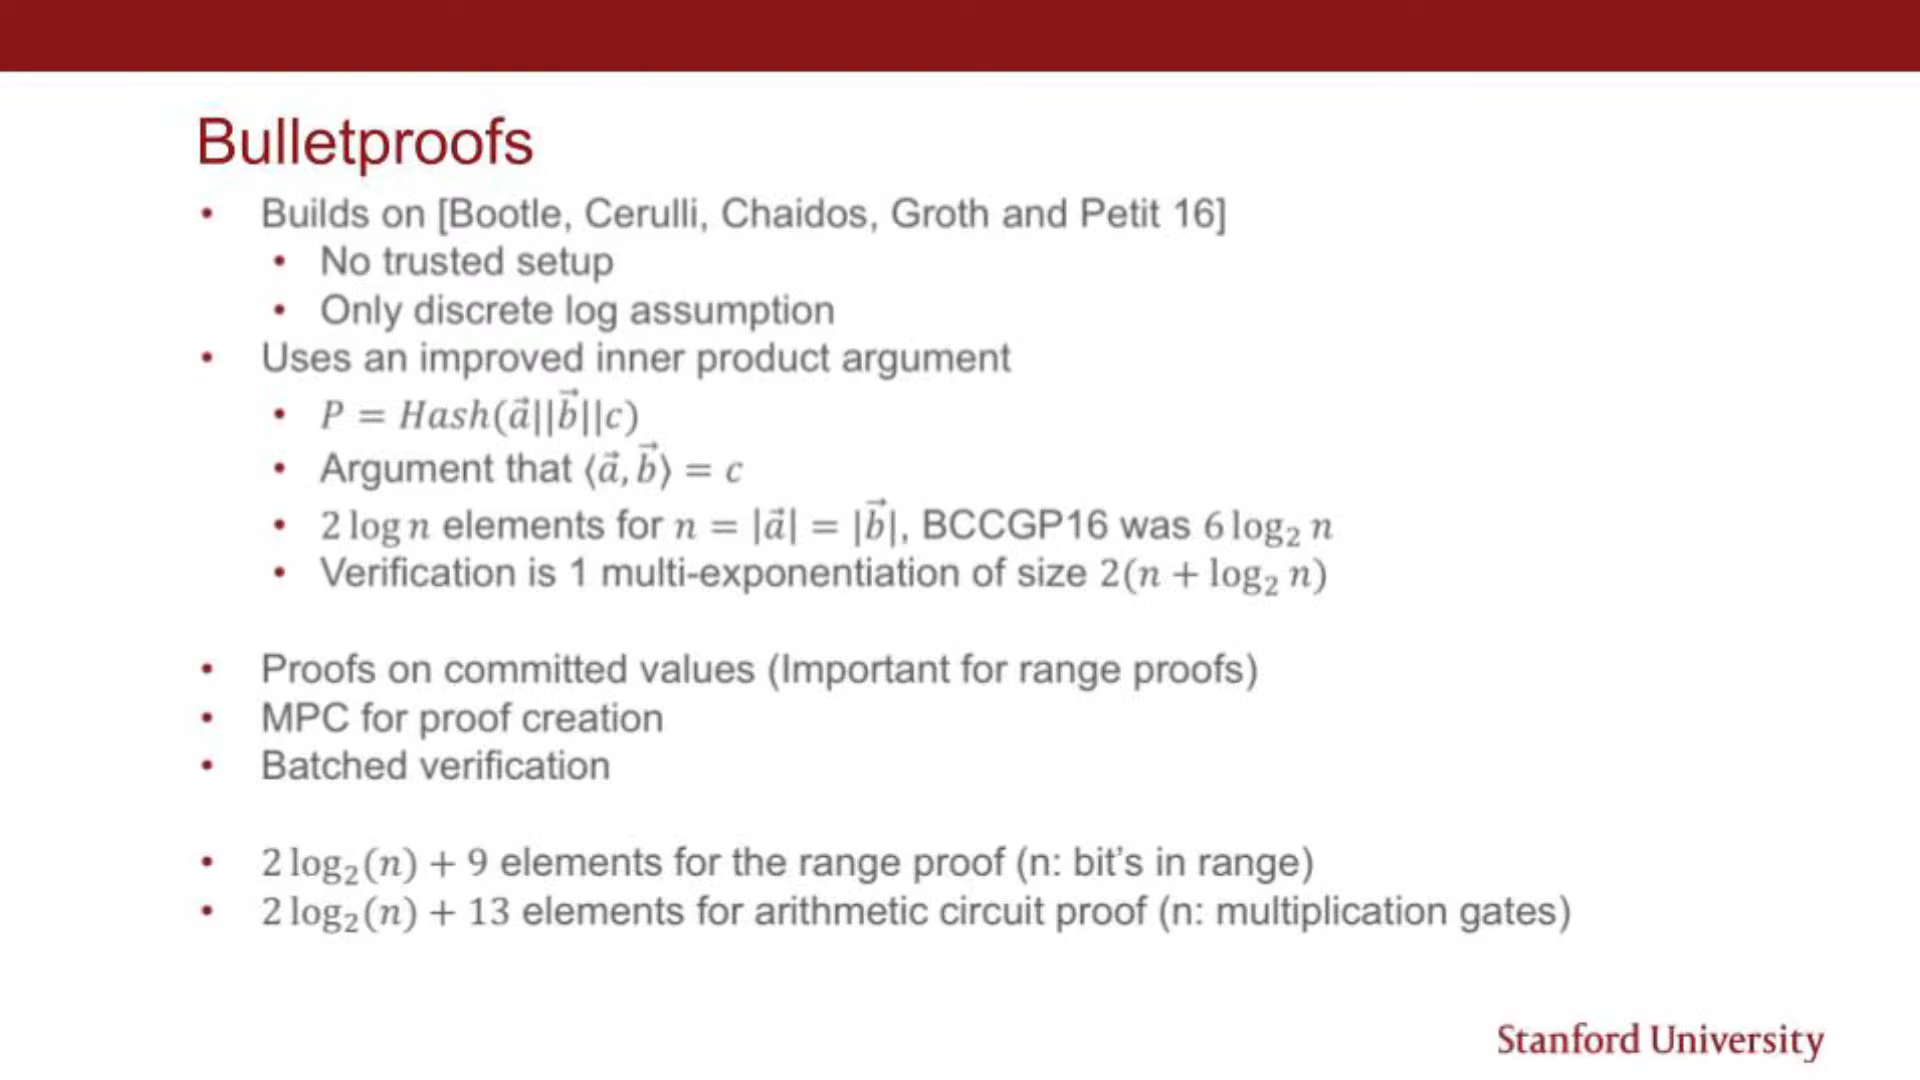 Bulletproofs
• Builds on [Bootle, Cerulli, Chaidos, Groth and Petit 16]
• No trusted setup
• Only discrete log assumption
• Uses an improved inner product argument
• P = Hash(a⃗||b⃗||c)
• Argument that ⟨a⃗, b⃗⟩ = c
• 2 log n elements for n = |a⃗| = |b⃗|, BCCGP16 was 6 log₂ n
• Verification is 1 multi-exponentiation of size 2(n + log₂ n)
• Proofs on committed values (Important for range proofs)
• MPC for proof creation
• Batched verification
• 2 log₂(n) + 9 elements for the range proof (n: bit's in range)
• 2 log₂(n) + 13 elements for arithmetic circuit proof (n: multiplication gates)
Stanford University